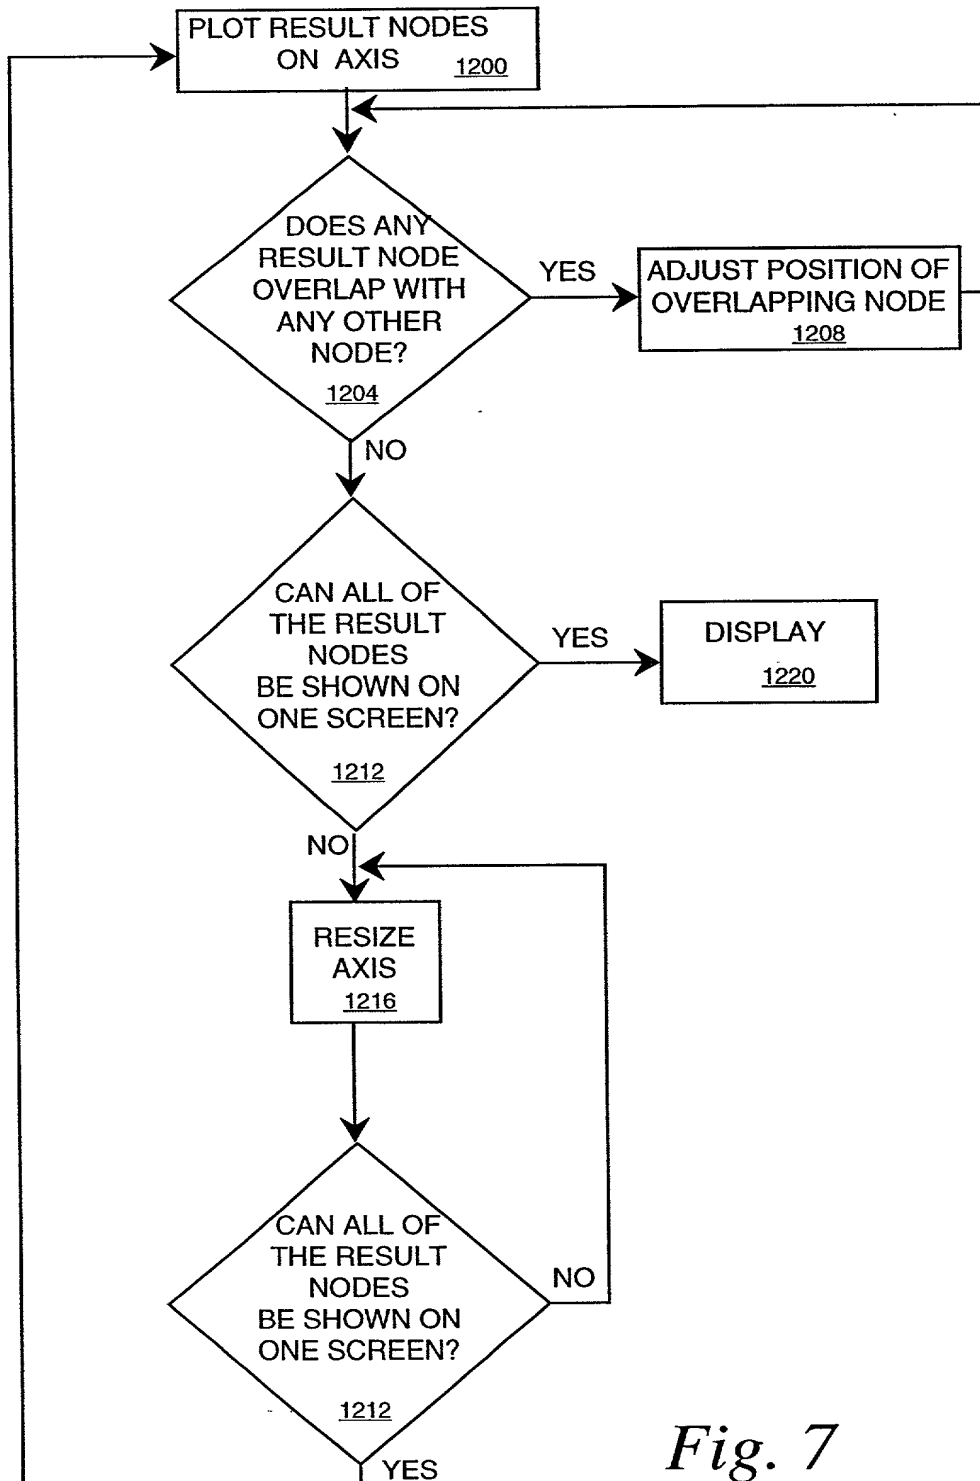 PLOT RESULT NODES
ON AXIS 1200
DOES ANY
RESULT NODE
OVERLAP WITH
ANY OTHER
NODE?
1204
YES
ADJUST POSITION OF
OVERLAPPING NODE
1208
NO
CAN ALL OF
THE RESULT
NODES
BE SHOWN ON
ONE SCREEN?
1212
YES
DISPLAY
1220
NO
RESIZE
AXIS
1216
CAN ALL OF
THE RESULT
NODES
BE SHOWN ON
ONE SCREEN?
1212
NO
YES
Fig. 7